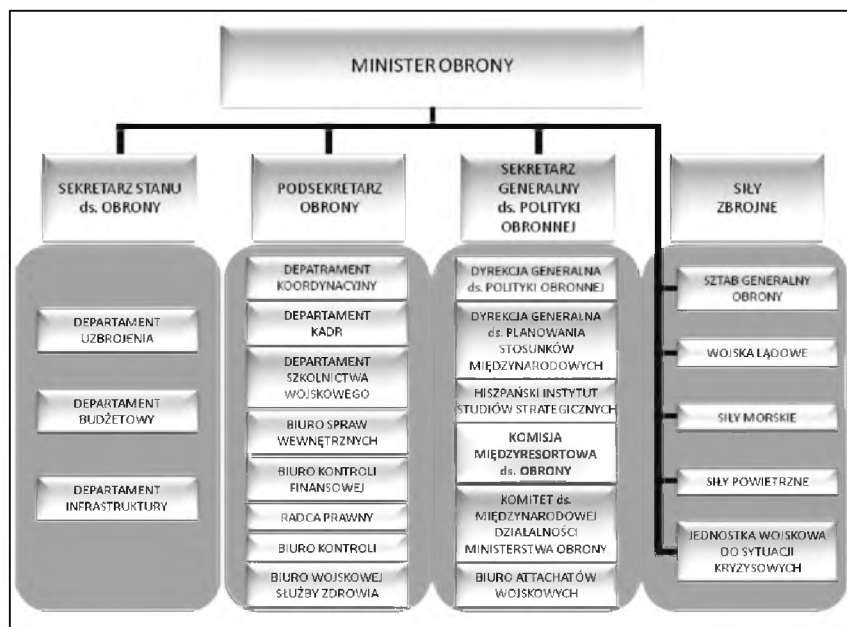 MINISTER OBRONY
SEKRETARZ STANU
ds. OBRONY
PODSEKRETARZ
OBRONY
SEKRETARZ
GENERALNY
ds. POLITYKI
OBRONNEJ
SIŁY
ZBROJNE
DEPARTAMENT
UZBROJENIA
DEPARTAMENT
BUDŻETOWY
DEPARTAMENT
INFRASTRUKTURY
DEPATRAMENT
KOORDYNACYJNY
DEPARTAMENT
KADR
DEPARTAMENT
SZKOLNICTWA
WOJSKOWEGO
BIURO SPRAW
WEWNĘTRZNYCH
BIURO KONTROLI
FINANSOWEJ
RADCA PRAWNY
BIURO KONTROLI
BIURO WOJSKOWEJ
SŁUŻBY ZDROWIA
DYREKCJA GENERALNA
ds. POLITYKI OBRONNEJ
DYREKCJA GENERALNA
ds. PLANOWANIA
STOSUNKÓW
MIĘDZYNARODOWYCH
HISZPAŃSKI INSTYTUT
STUDIÓW STRATEGICZNYCH
KOMISJA
MIĘDZYRESORTOWA
ds. OBRONY
KOMITET ds.
MIĘDZYNARODOWEJ
DZIAŁALNOŚCI
MINISTERSTWA OBRONY
BIURO ATTACHATÓW
WOJSKOWYCH
SZTAB GENERALNY
OBRONY
WOJSKA LĄDOWE
SIŁY MORSKIE
SIŁY POWIETRZNE
JEDNOSTKA WOJSKOWA
DO SYTUACJI
KRYZYSOWYCH